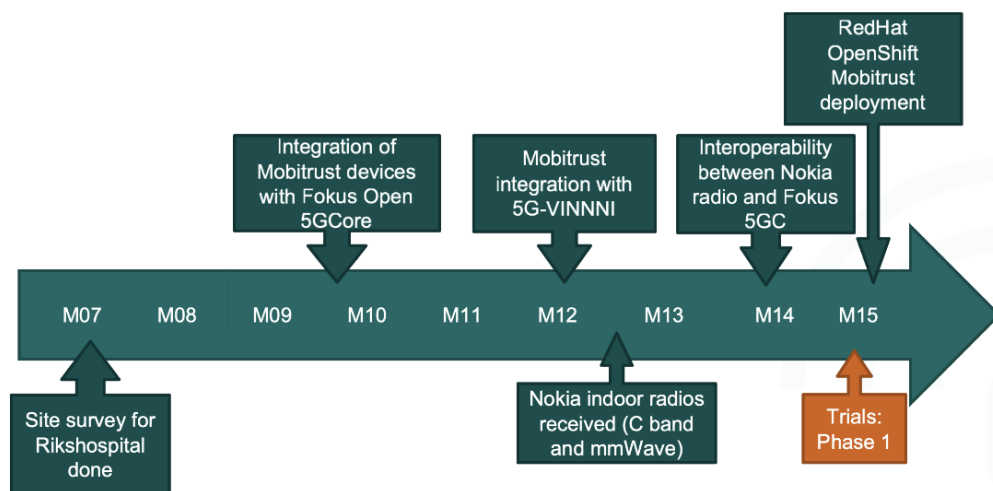 RedHat
OpenShift
Mobitrust
deployment
Integration of
Mobitrust devices
with Fokus Open
5GCore
Mobitrust
integration with
5G-VINNNI
Interoperability
between Nokia
radio and Fokus
5GC
M07 M08 M09 M10 M11 M12 M13 M14 M15
Site survey for
Rikshospital
done
Nokia indoor radios
received (C band
and mmWave)
Trials:
Phase 1